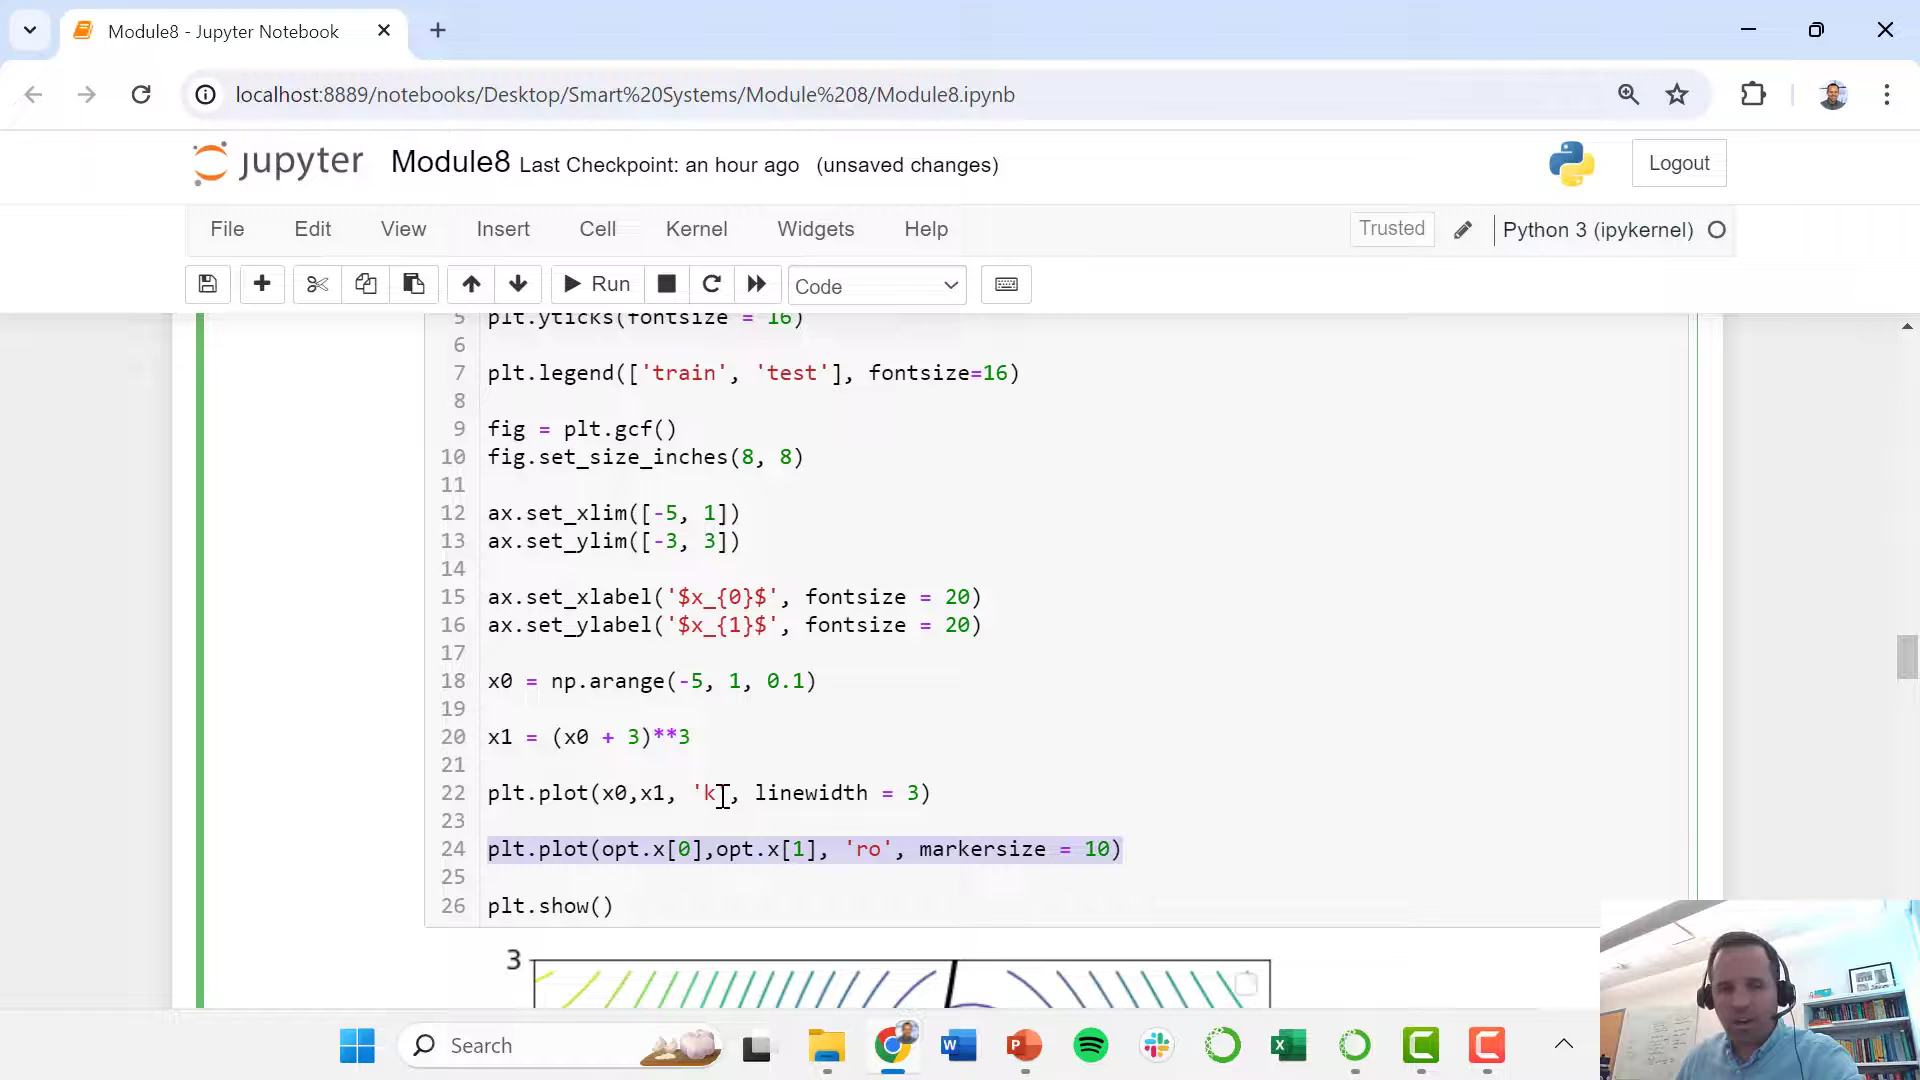 Module8 - Jupyter Notebook
localhost:8889/notebooks/Desktop/Smart%20Systems/Module%208/Module8.ipynb
jupyter Module8 Last Checkpoint: an hour ago (unsaved changes)
Logout
File Edit View Insert Cell Kernel Widgets Help
Trusted
Python 3 (ipykernel)
Run
Code
5 plt.yticks(fontsize = 16)
6
7 plt.legend(['train', 'test'], fontsize=16)
8
9 fig = plt.gcf()
10 fig.set_size_inches(8, 8)
11
12 ax.set_xlim([-5, 1])
13 ax.set_ylim([-3, 3])
14
15 ax.set_xlabel('$x_{0}$', fontsize = 20)
16 ax.set_ylabel('$x_{1}$', fontsize = 20)
17
18 x0 = np.arange(-5, 1, 0.1)
19
20 x1 = (x0 + 3)**3
21
22 plt.plot(x0,x1, 'k', linewidth = 3)
23
24 plt.plot(opt.x[0],opt.x[1], 'ro', markersize = 10)
25
26 plt.show()
3
Search